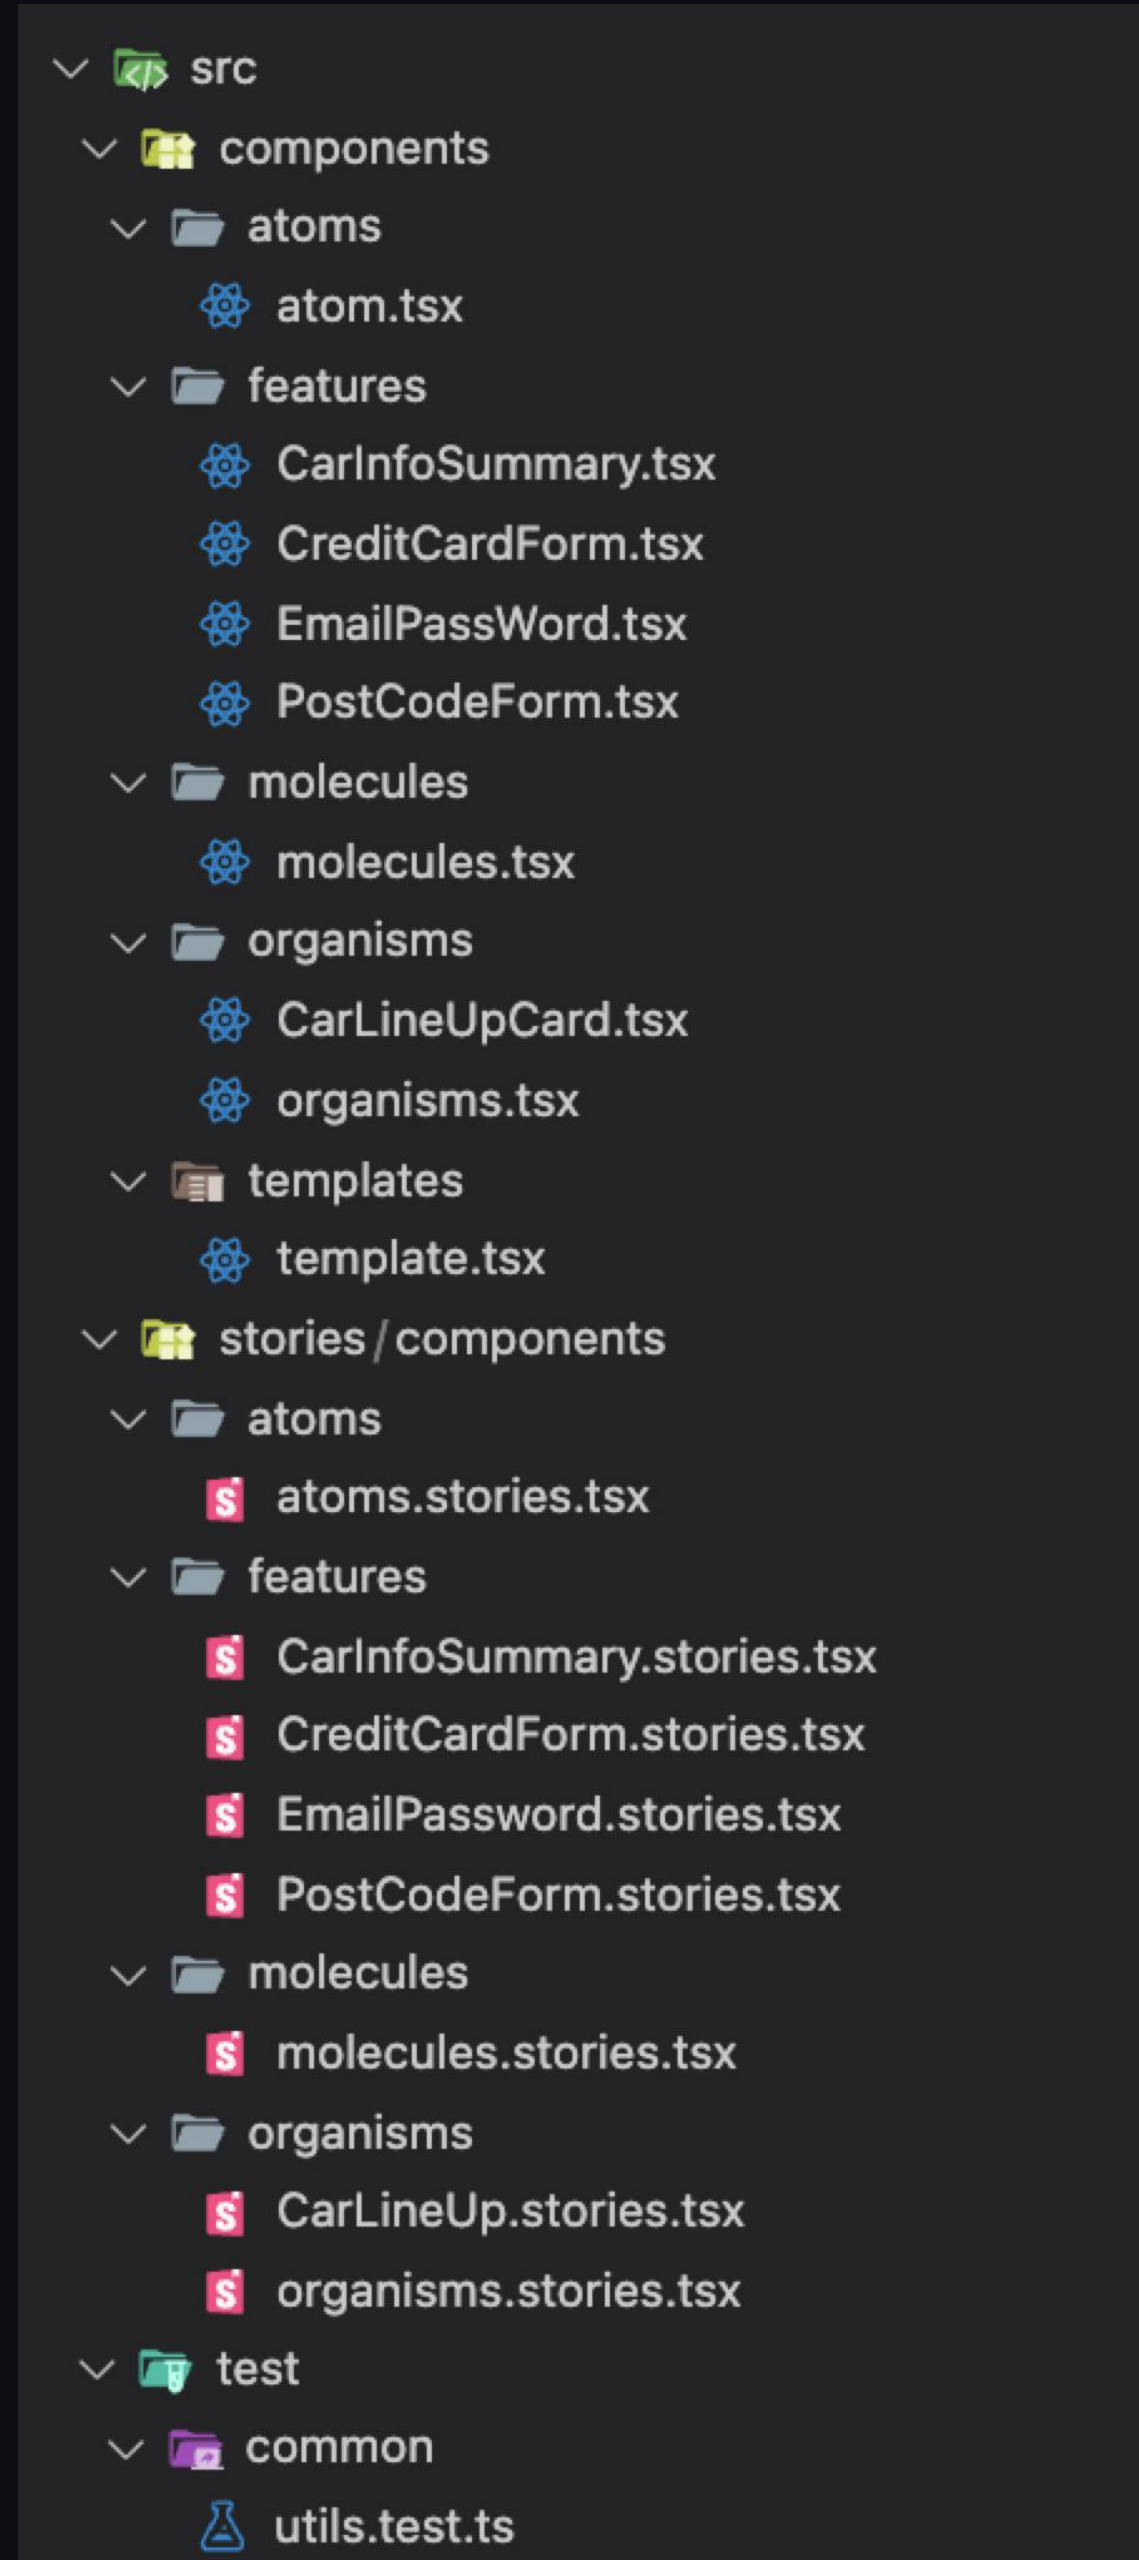 src
components
atoms
atom.tsx
features
CarInfoSummary.tsx
CreditCardForm.tsx
EmailPassWord.tsx
PostCodeForm.tsx
molecules
molecules.tsx
organisms
CarLineUpCard.tsx
organisms.tsx
templates
template.tsx
stories/components
atoms
atoms.stories.tsx
features
CarInfoSummary.stories.tsx
CreditCardForm.stories.tsx
EmailPassword.stories.tsx
PostCodeForm.stories.tsx
molecules
molecules.stories.tsx
organisms
CarLineUp.stories.tsx
organisms.stories.tsx
test
common
utils.test.ts